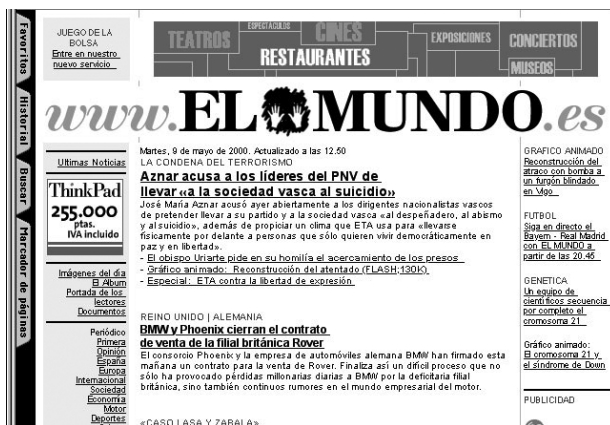 Favoritos
Historial
Buscar
Marcador de páginas
JUEGO DE LA
BOLSA
Entre en nuestro
nuevo servicio
TEATROS
ESPECTACULOS
CINES
RESTAURANTES
EXPOSICIONES
CONCIERTOS
MUSEOS
www.EL MUNDO.es
Ultimas Noticias
ThinkPad
255.000
ptas.
IVA incluido
Imágenes del día
El Album
Portada de los
lectores
Documentos
Periódico
Primera
Opinión
España
Europa
Internacional
Sociedad
Economía
Motor
Deportes
Martes, 9 de mayo de 2000. Actualizado a las 12.50
LA CONDENA DEL TERRORISMO
Aznar acusa a los líderes del PNV de
llevar «a la sociedad vasca al suicidio»
José María Aznar acusó ayer abiertamente a los dirigentes nacionalistas vascos
de pretender llevar a su partido y a la sociedad vasca «al despeñadero, al abismo
y al suicidio», además de propiciar un clima que ETA usa para «llevarse
físicamente por delante a personas que sólo quieren vivir democráticamente en
paz y en libertad».
- El obispo Uriarte pide en su homilía el acercamiento de los presos
- Gráfico animado: Reconstrucción del atentado (FLASH;130K)
- Especial: ETA contra la libertad de expresión
REINO UNIDO | ALEMANIA
BMW y Phoenix cierran el contrato
de venta de la filial británica Rover
El consorcio Phoenix y la empresa de automóviles alemana BMW han firmado esta
mañana un contrato para la venta de Rover. Finaliza así un difícil proceso que no
sólo ha provocado pérdidas millonarias diarias a BMW por la deficitaria filial
británica, sino también continuos rumores en el mundo empresarial del motor.
«CASO LASA Y ZABALA»
GRAFICO ANIMADO
Reconstrucción del
atraco con bomba a
un furgón blindado
en Vigo
FUTBOL
Siga en directo el
Bayern - Real Madrid
con EL MUNDO a
partir de las 20.45
GENETICA
Un equipo de
científicos secuencia
por completo el
cromosoma 21
Gráfico animado:
El cromosoma 21 y
el síndrome de Down
PUBLICIDAD